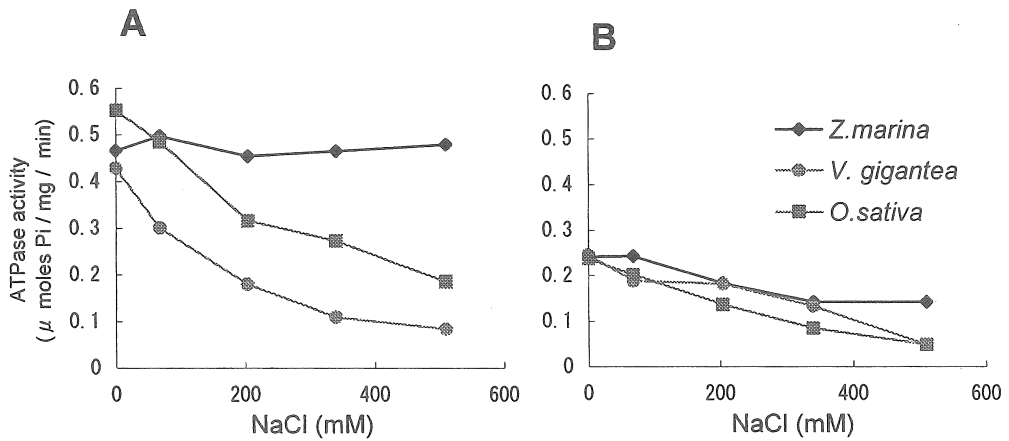 A
B
ATPase activity
(μ moles Pi / mg / min)
0.6
0.5
0.4
0.3
0.2
0.1
0
0
200
400
600
NaCl (mM)
0.6
0.5
0.4
0.3
0.2
0.1
0
0
200
400
600
NaCl (mM)
Z.marina
V. gigantea
O.sativa